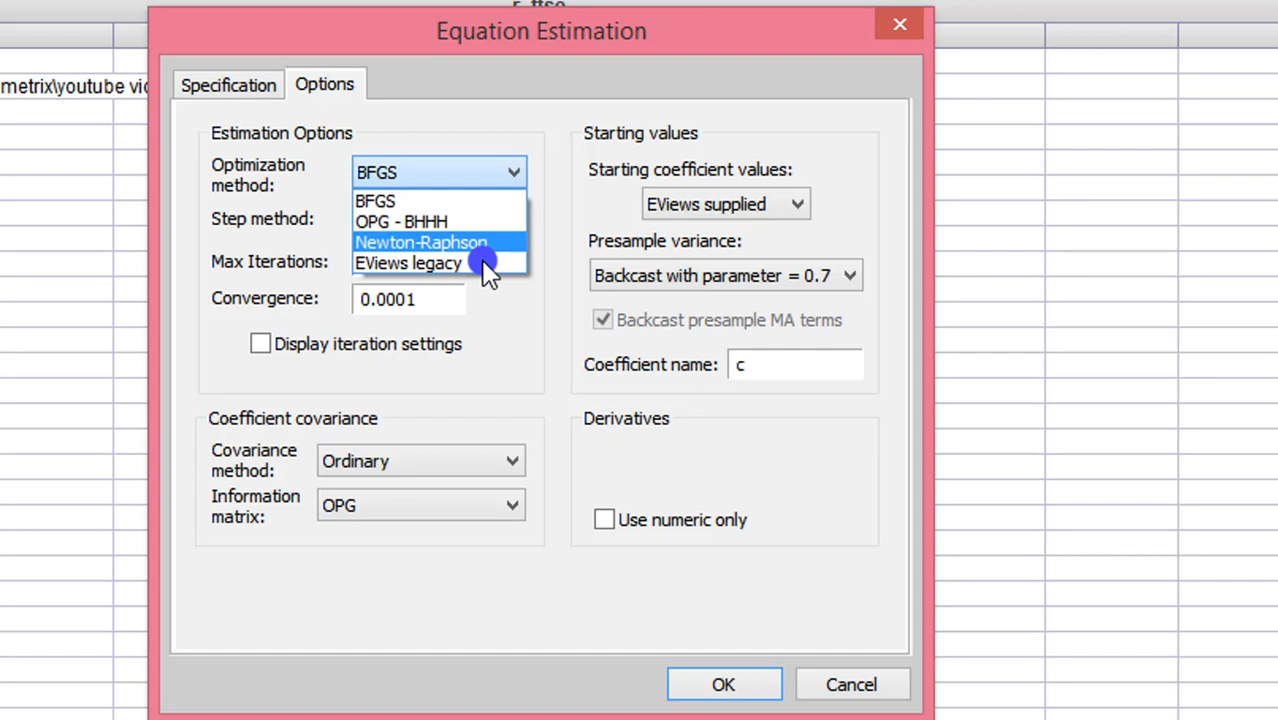 Equation Estimation
metrix\youtube vic
Specification
Options
Estimation Options
Optimization
method:
BFGS
BFGS
OPG - BHHH
Newton-Raphson
EViews legacy
Step method:
Max Iterations:
Convergence:
0.0001
Display iteration settings
Starting values
Starting coefficient values:
EViews supplied
Presample variance:
Backcast with parameter = 0.7
Backcast presample MA terms
Coefficient name:
c
Coefficient covariance
Covariance
method:
Ordinary
Information
matrix:
OPG
Derivatives
Use numeric only
OK
Cancel